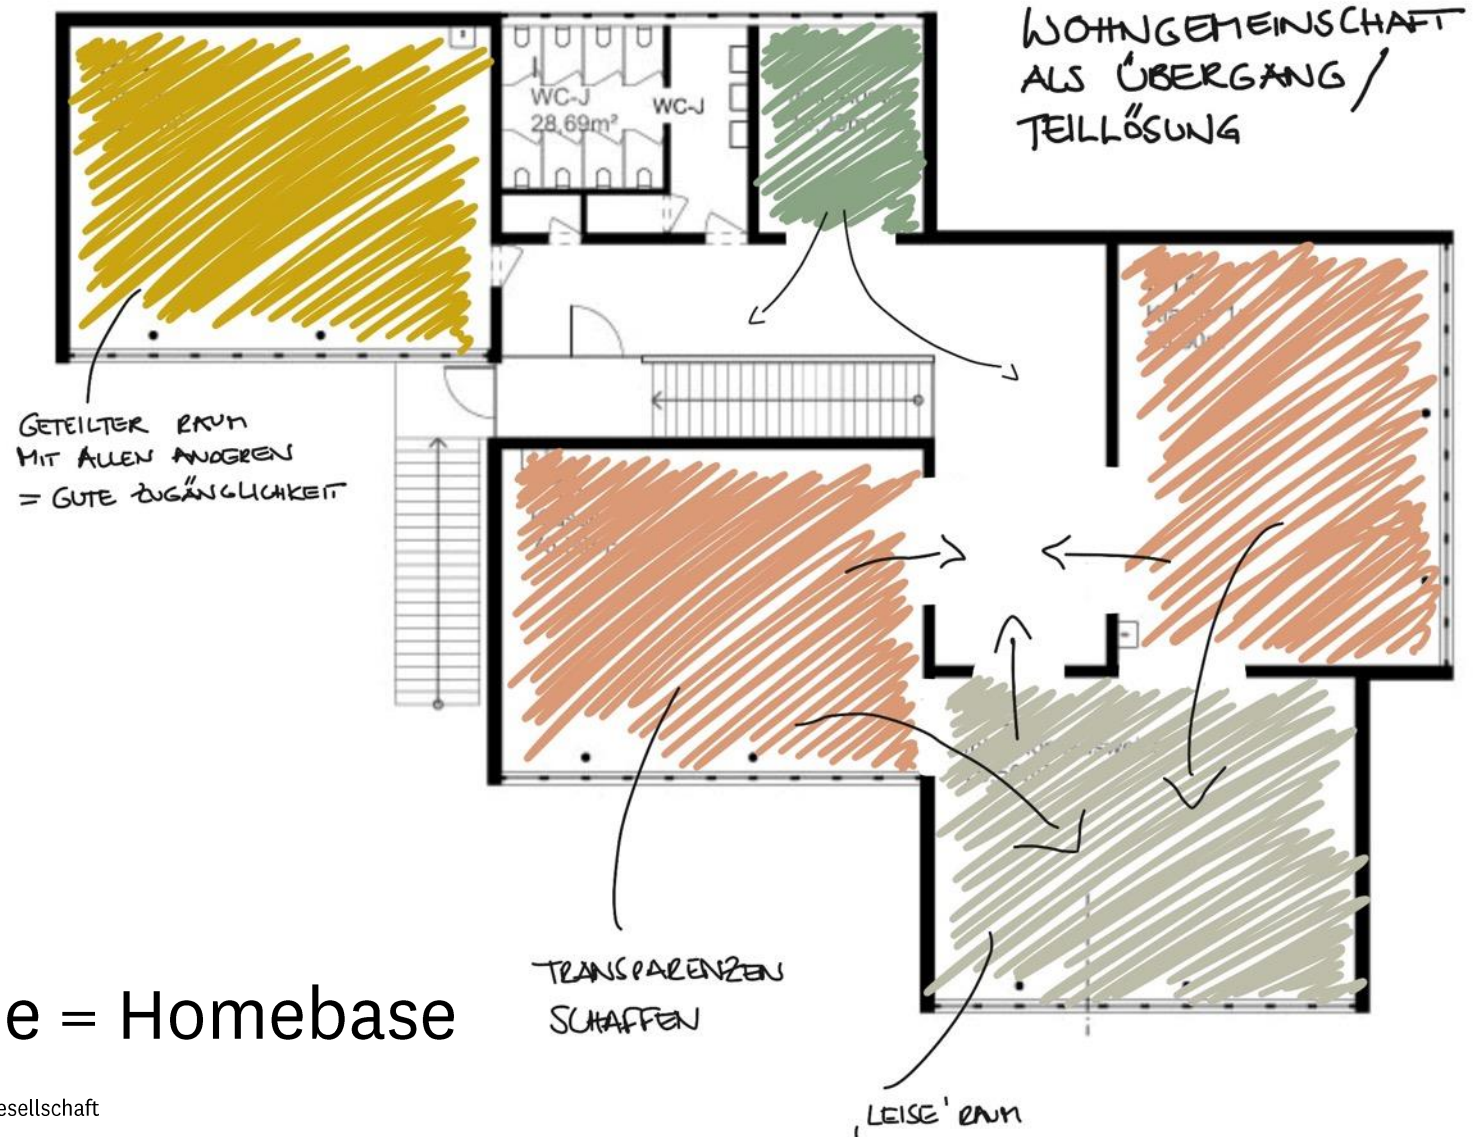 WOHNGEMEINSCHAFT
ALS ÜBERGANG /
TEILLÖSUNG
WC-J
28,69m²
WC-J
GETEILTER RAUM
MIT ALLEN ANDEREN
= GUTE ZUGÄNGLICHKEIT
TRANSPARENZEN
SCHAFFEN
e = Homebase
esellschaft
'LEISE' RAUM